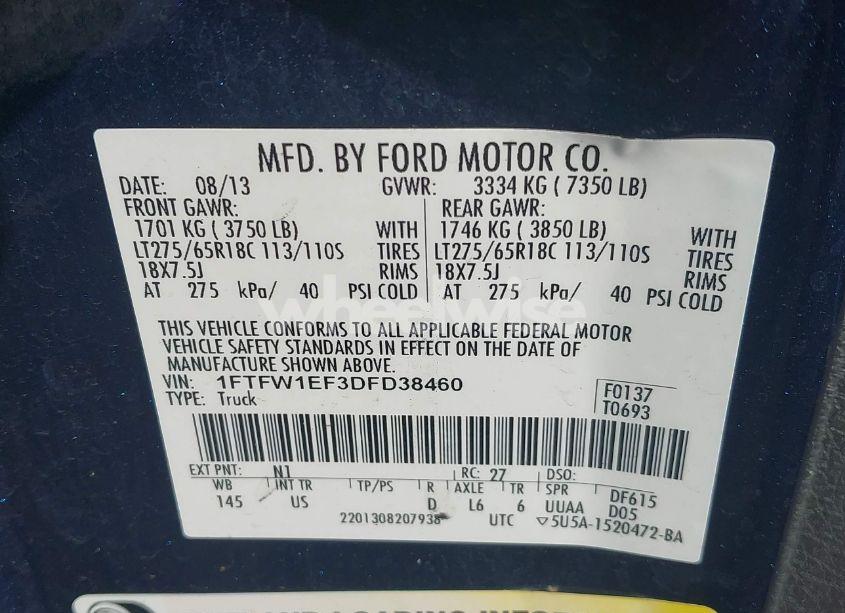 MFD. BY FORD MOTOR CO.
DATE: 08/13 GVWR: 3334 KG ( 7350 LB)
FRONT GAWR: REAR GAWR:
1701 KG ( 3750 LB) WITH 1746 KG ( 3850 LB) WITH
LT275/65R18C 113/110S TIRES LT275/65R18C 113/110S TIRES
18X7.5J RIMS 18X7.5J RIMS
AT 275 kPa/ 40 PSI COLD AT 275 kPa/ 40 PSI COLD
wheelwise
THIS VEHICLE CONFORMS TO ALL APPLICABLE FEDERAL MOTOR
VEHICLE SAFETY STANDARDS IN EFFECT ON THE DATE OF
MANUFACTURE SHOWN ABOVE.
VIN: 1FTFW1EF3DFD38460 F0137
TYPE: Truck T0693
EXT PNT: N1 RC: 27 DSO:
WB INT TR TP/PS R AXLE TR SPR DF615
145 US D L6 6 UUAA D05
2201308207938 UTC ▽5U5A-1520472-BA